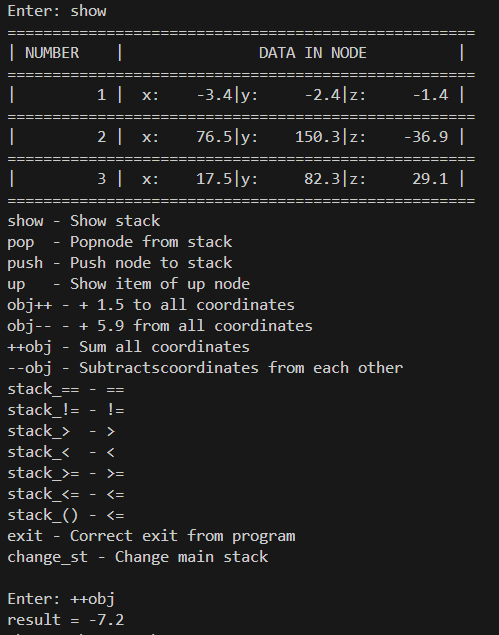 Enter: show
====================================================
| NUMBER    |               DATA IN NODE          |
====================================================
|         1 |  x:    -3.4|y:     -2.4|z:     -1.4 |
====================================================
|         2 |  x:    76.5|y:    150.3|z:    -36.9 |
====================================================
|         3 |  x:    17.5|y:     82.3|z:     29.1 |
====================================================
show - Show stack
pop  - Popnode from stack
push - Push node to stack
up   - Show item of up node
obj++ - + 1.5 to all coordinates
obj-- - + 5.9 from all coordinates
++obj - Sum all coordinates
--obj - Subtractscoordinates from each other
stack_== - ==
stack_!= - !=
stack_>  - >
stack_<  - <
stack_>= - >=
stack_<= - <=
stack_() - <=
exit - Correct exit from program
change_st - Change main stack
Enter: ++obj
result = -7.2